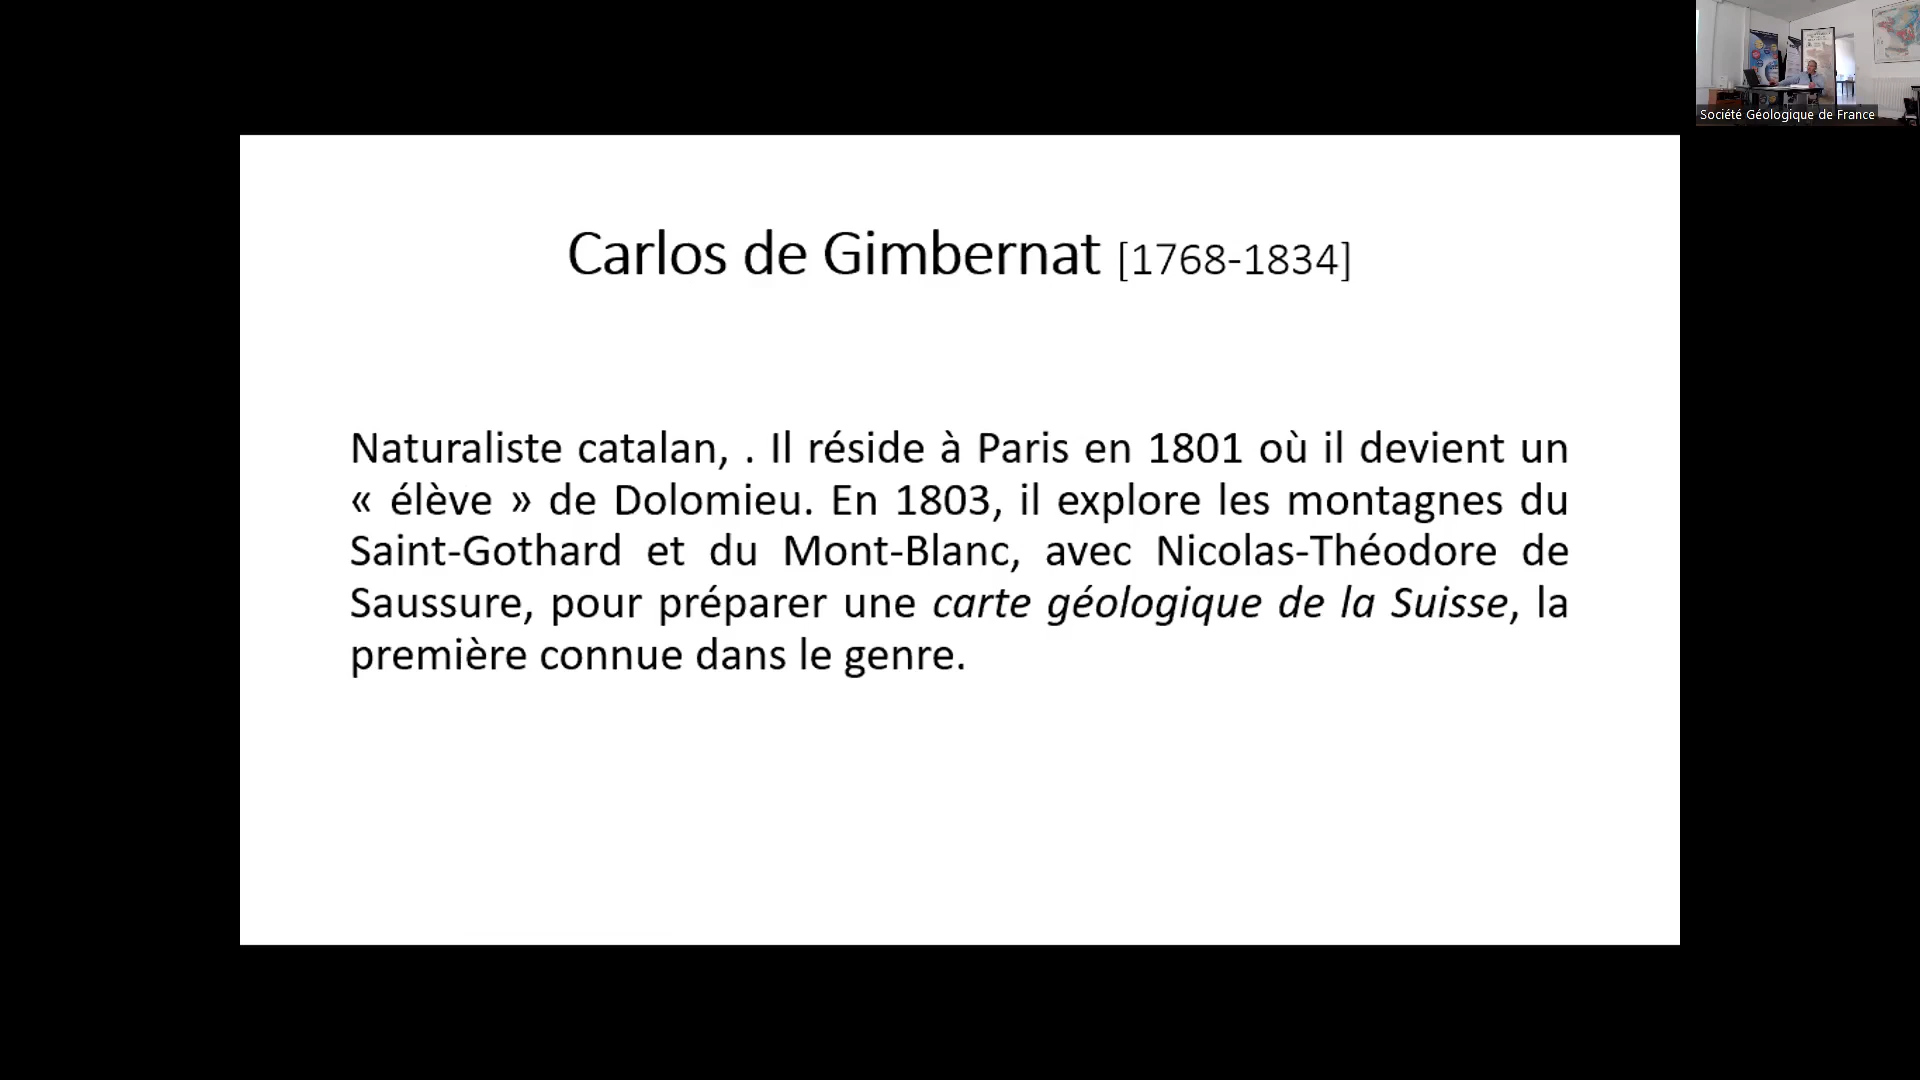 Société Géologique de France
Carlos de Gimbernat [1768-1834]
Naturaliste catalan, . Il réside à Paris en 1801 où il devient un
« élève » de Dolomieu. En 1803, il explore les montagnes du
Saint-Gothard et du Mont-Blanc, avec Nicolas-Théodore de
Saussure, pour préparer une carte géologique de la Suisse, la
première connue dans le genre.